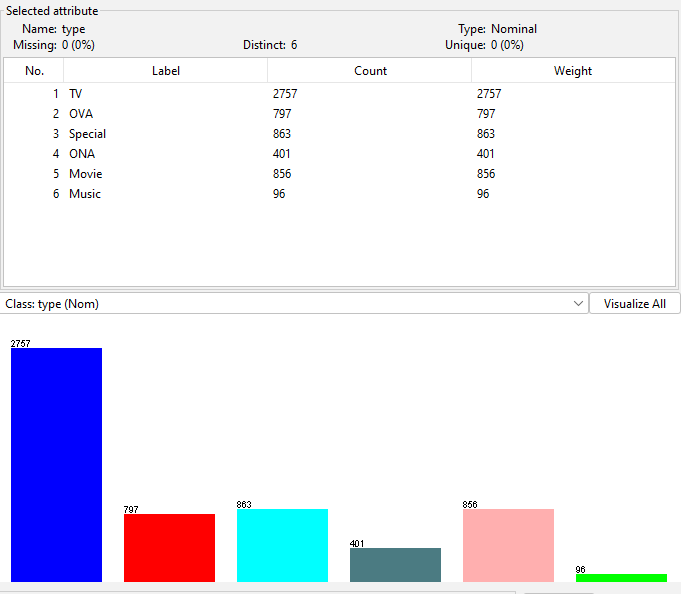 Selected attribute
Name: type Type: Nominal
Missing: 0 (0%) Distinct: 6 Unique: 0 (0%)
No. Label Count Weight
1 TV 2757 2757
2 OVA 797 797
3 Special 863 863
4 ONA 401 401
5 Movie 856 856
6 Music 96 96
Class: type (Nom) Visualize All
2757
797
863
401
856
96